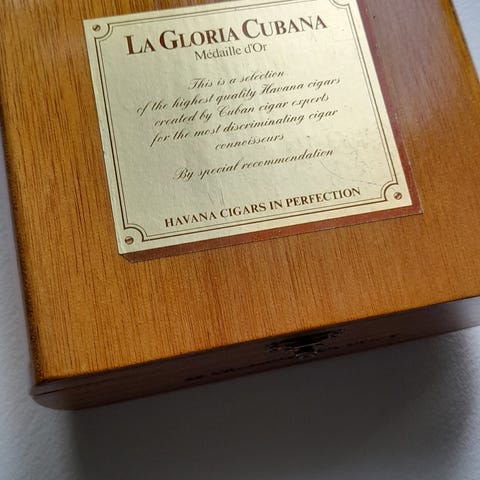 LA GLORIA CUBANA
Médaille d'Or
This is a selection
of the highest quality Havana cigars
created by Cuban cigar experts
for the most discriminating cigar
connoisseurs
By special recommendation
HAVANA CIGARS IN PERFECTION